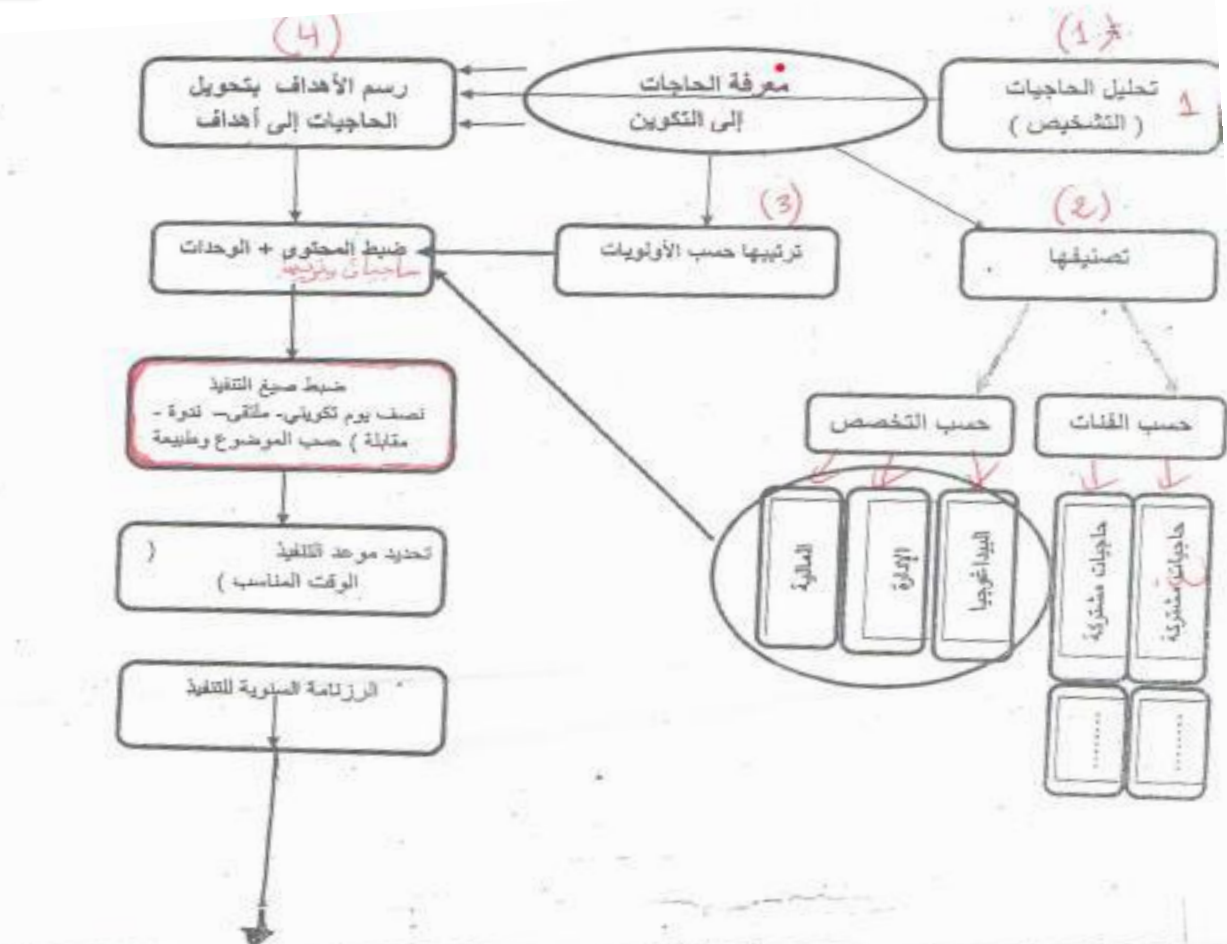 (1)
تحليل الحاجيات
1
( التشخيص )
معرفة الحاجات
إلى التكوين
(4)
رسم الأهداف بتحويل
الحاجيات إلى أهداف
(2)
تصنيفها
(3)
ترتيبها حسب الأولويات
ضبط المحتوى + الوحدات
حاجيات
ضبط صيغ التنفيذ
نصف يوم تكويني- ملتقى– ندوة -
مقابلة ) حسب الموضوع وطبيعة
حسب الفئات
حسب التخصص
حاجيات مشتركة
حاجيات مشتركة
البيداغوجيا
الإدارة
المالية
........
........
تحديد موعد التنفيذ (
الوقت المناسب )
الرزنامة السنوية للتنفيذ